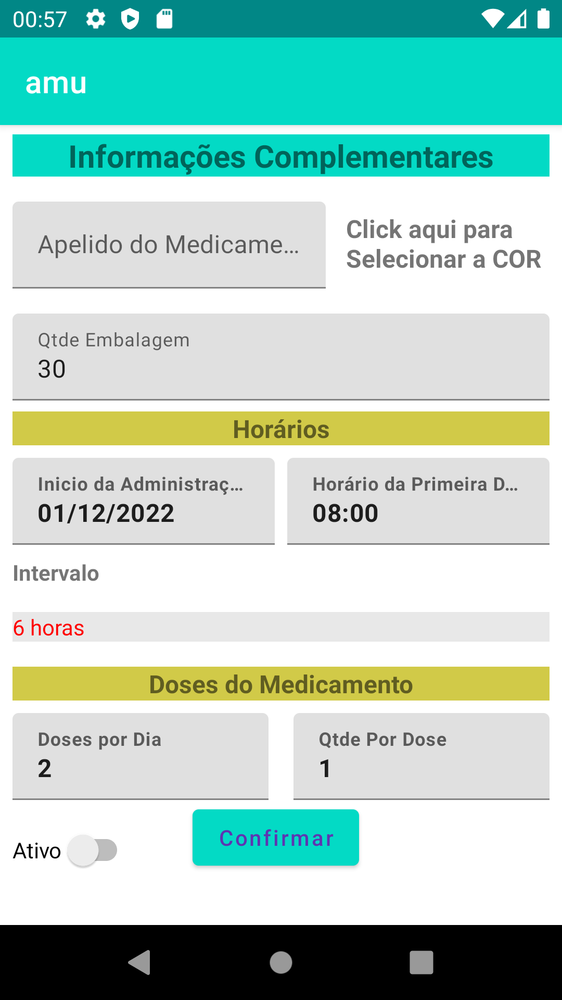 00:57
amu
Informações Complementares
Apelido do Medicame...
Click aqui para
Selecionar a COR
Qtde Embalagem
30
Horários
Inicio da Administraç...
01/12/2022
Horário da Primeira D...
08:00
Intervalo
6 horas
Doses do Medicamento
Doses por Dia
2
Qtde Por Dose
1
Ativo
Confirmar